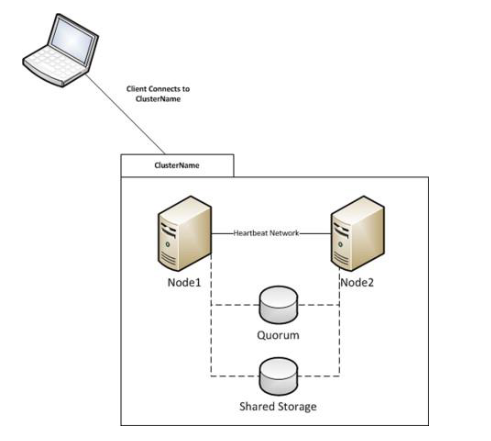 Client Connects to
ClusterName
ClusterName
Heartbeat Network
Node1
Node2
Quorum
Shared Storage